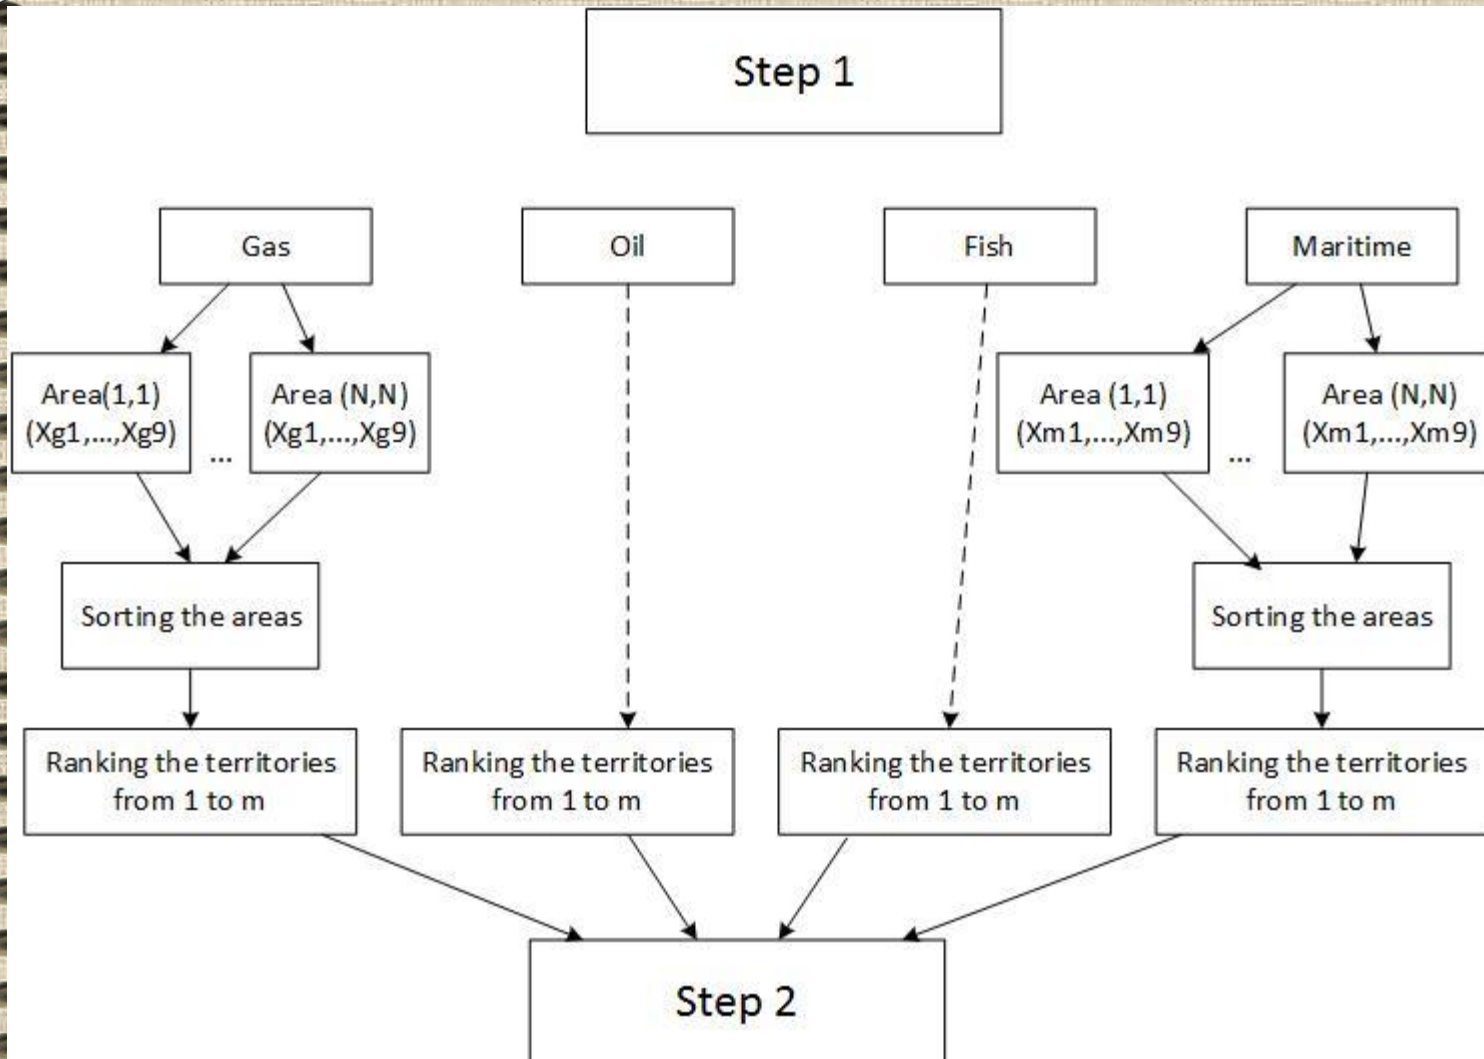 Step 1
Gas
Oil
Fish
Maritime
Area(1,1)
(Xg1,...,Xg9)
...
Area (N,N)
(Xg1,...,Xg9)
Area (1,1)
(Xm1,...,Xm9)
...
Area (N,N)
(Xm1,...,Xm9)
Sorting the areas
Sorting the areas
Ranking the territories
from 1 to m
Ranking the territories
from 1 to m
Ranking the territories
from 1 to m
Ranking the territories
from 1 to m
Step 2